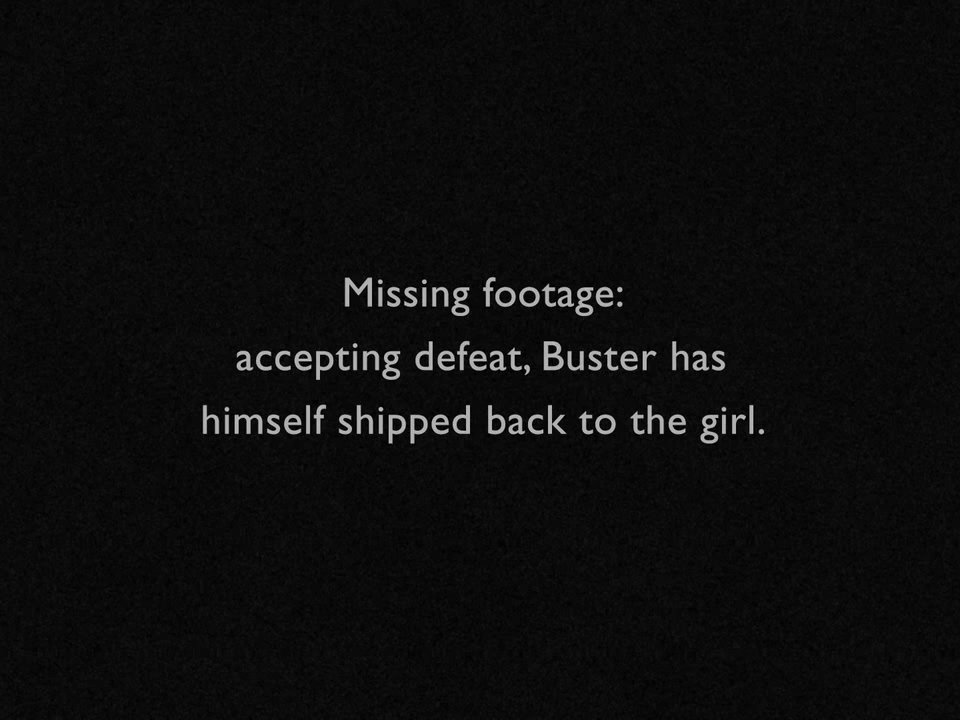 Missing footage:
accepting defeat, Buster has
himself shipped back to the girl.